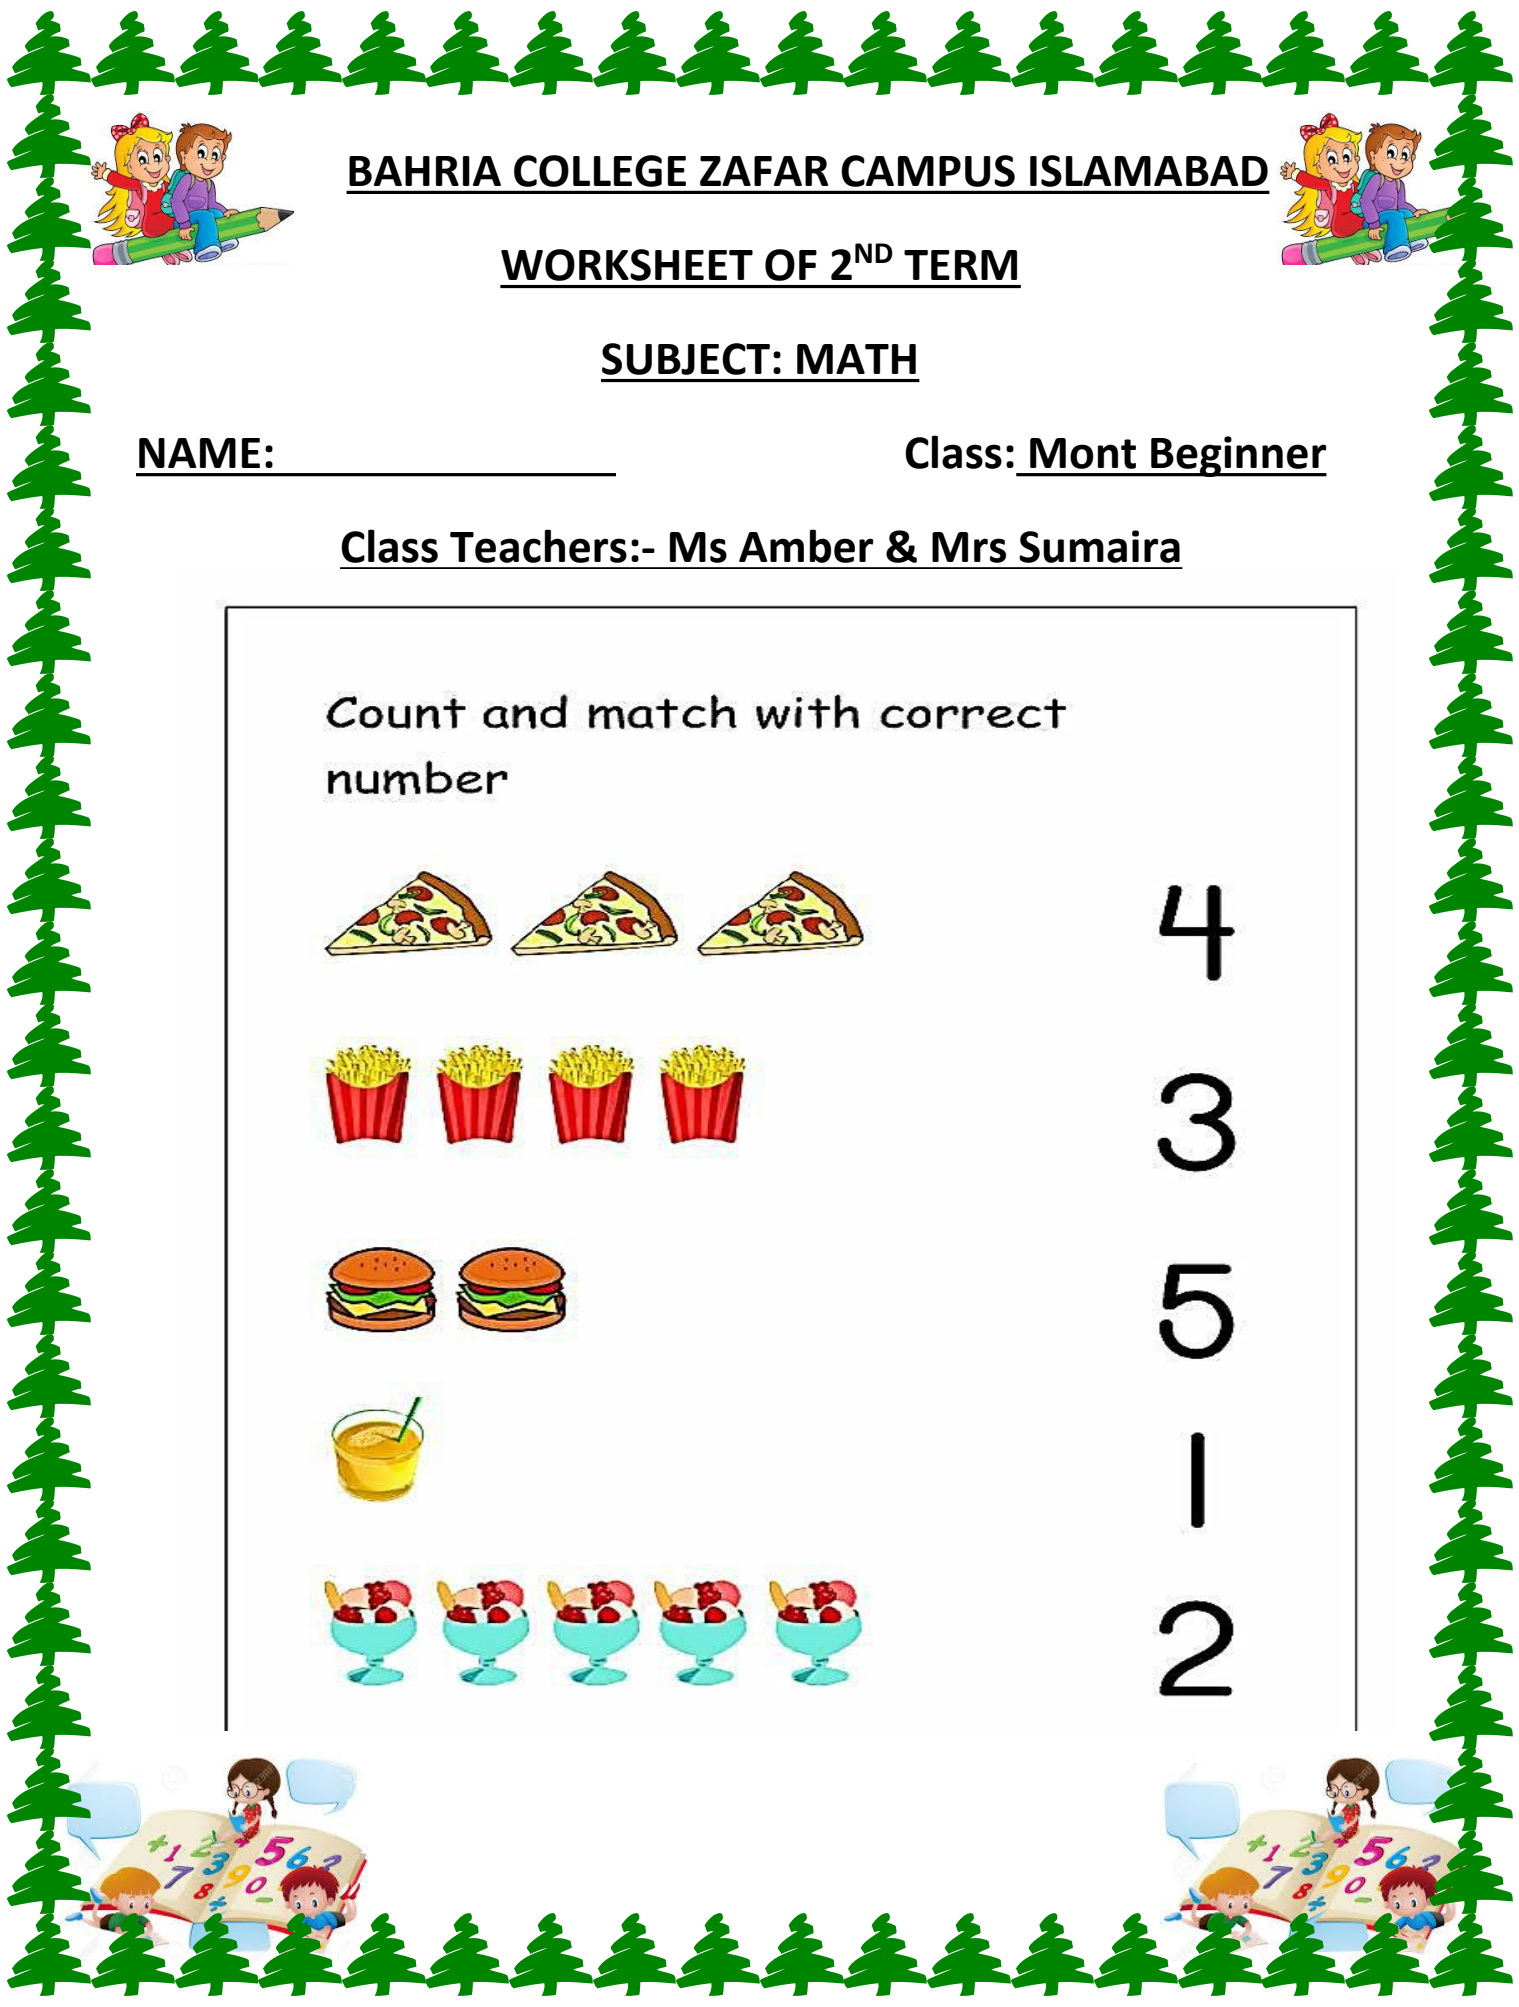 BAHRIA COLLEGE ZAFAR CAMPUS ISLAMABAD
WORKSHEET OF 2ND TERM
SUBJECT: MATH
NAME: Class: Mont Beginner
Class Teachers:- Ms Amber & Mrs Sumaira
Count and match with correct
number
4
3
5
1
2